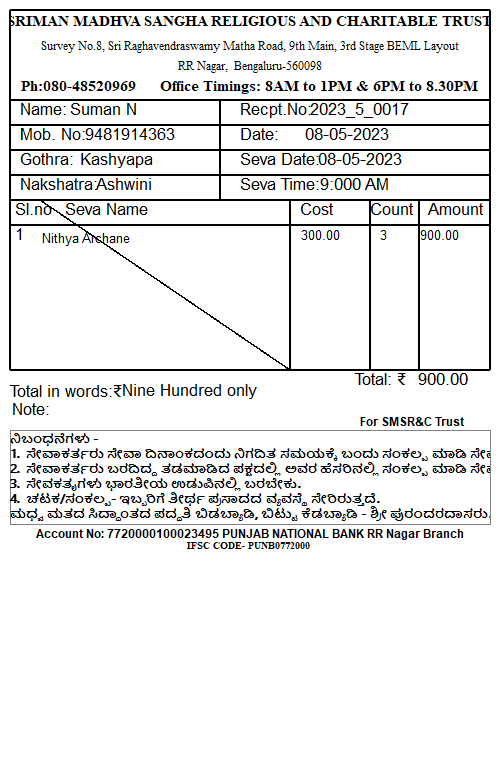 SRIMAN MADHVA SANGHA RELIGIOUS AND CHARITABLE TRUST
Survey No.8, Sri Raghavendraswamy Matha Road, 9th Main, 3rd Stage BEML Layout
RR Nagar, Bengaluru-560098
Ph:080-48520969 Office Timings: 8AM to 1PM & 6PM to 8.30PM
Name: Suman N Recpt.No:2023_5_0017
Mob. No:9481914363 Date: 08-05-2023
Gothra: Kashyapa Seva Date:08-05-2023
Nakshatra:Ashwini Seva Time:9:000 AM
Sl.no Seva Name Cost Count Amount
1 Nithya Archane 300.00 3 900.00
Total: ₹ 900.00
Total in words:₹Nine Hundred only
Note:
For SMSR&C Trust
ನಿಬಂಧನೆಗಳು -
1. ಸೇವಾಕರ್ತರು ಸೇವಾ ದಿನಾಂಕದಂದು ನಿಗದಿತ ಸಮಯಕ್ಕೆ ಬಂದು ಸಂಕಲ್ಪ ಮಾಡಿ
2. ಸೇವಾಕರ್ತರು ಬರದಿದ್ದ ತಡಮಾಡಿದ ಪಕ್ಷದಲ್ಲಿ ಅವರ ಹೆಸರಿನಲ್ಲಿ ಸಂಕಲ್ಪ ಮಾಡಿ
3. ಸೇವಕತೃಗಳು ಭಾರತೀಯ ಉಡುಪಿನಲ್ಲಿ ಬರಬೇಕು.
4. ಚಟಕ/ಸಂಕಲ್ಪ- ಇಬ್ಬರಿಗೆ ತೀರ್ಥ ಪ್ರಸಾದದ ವ್ಯವಸ್ಥೆ ಸೇರಿರುತ್ತದೆ.
ಮಧ್ವ ಮತದ ಸಿದ್ಧಾಂತದ ಪದ್ಧತಿ ಬಿಡಬ್ಯಾಡಿ, ಬಿಟ್ಟು ಕೆಡಬ್ಯಾಡಿ - ಶ್ರೀ ಪುರಂದರದಾಸರು.
Account No: 7720000100023495 PUNJAB NATIONAL BANK RR Nagar Branch
IFSC CODE- PUNB0772000